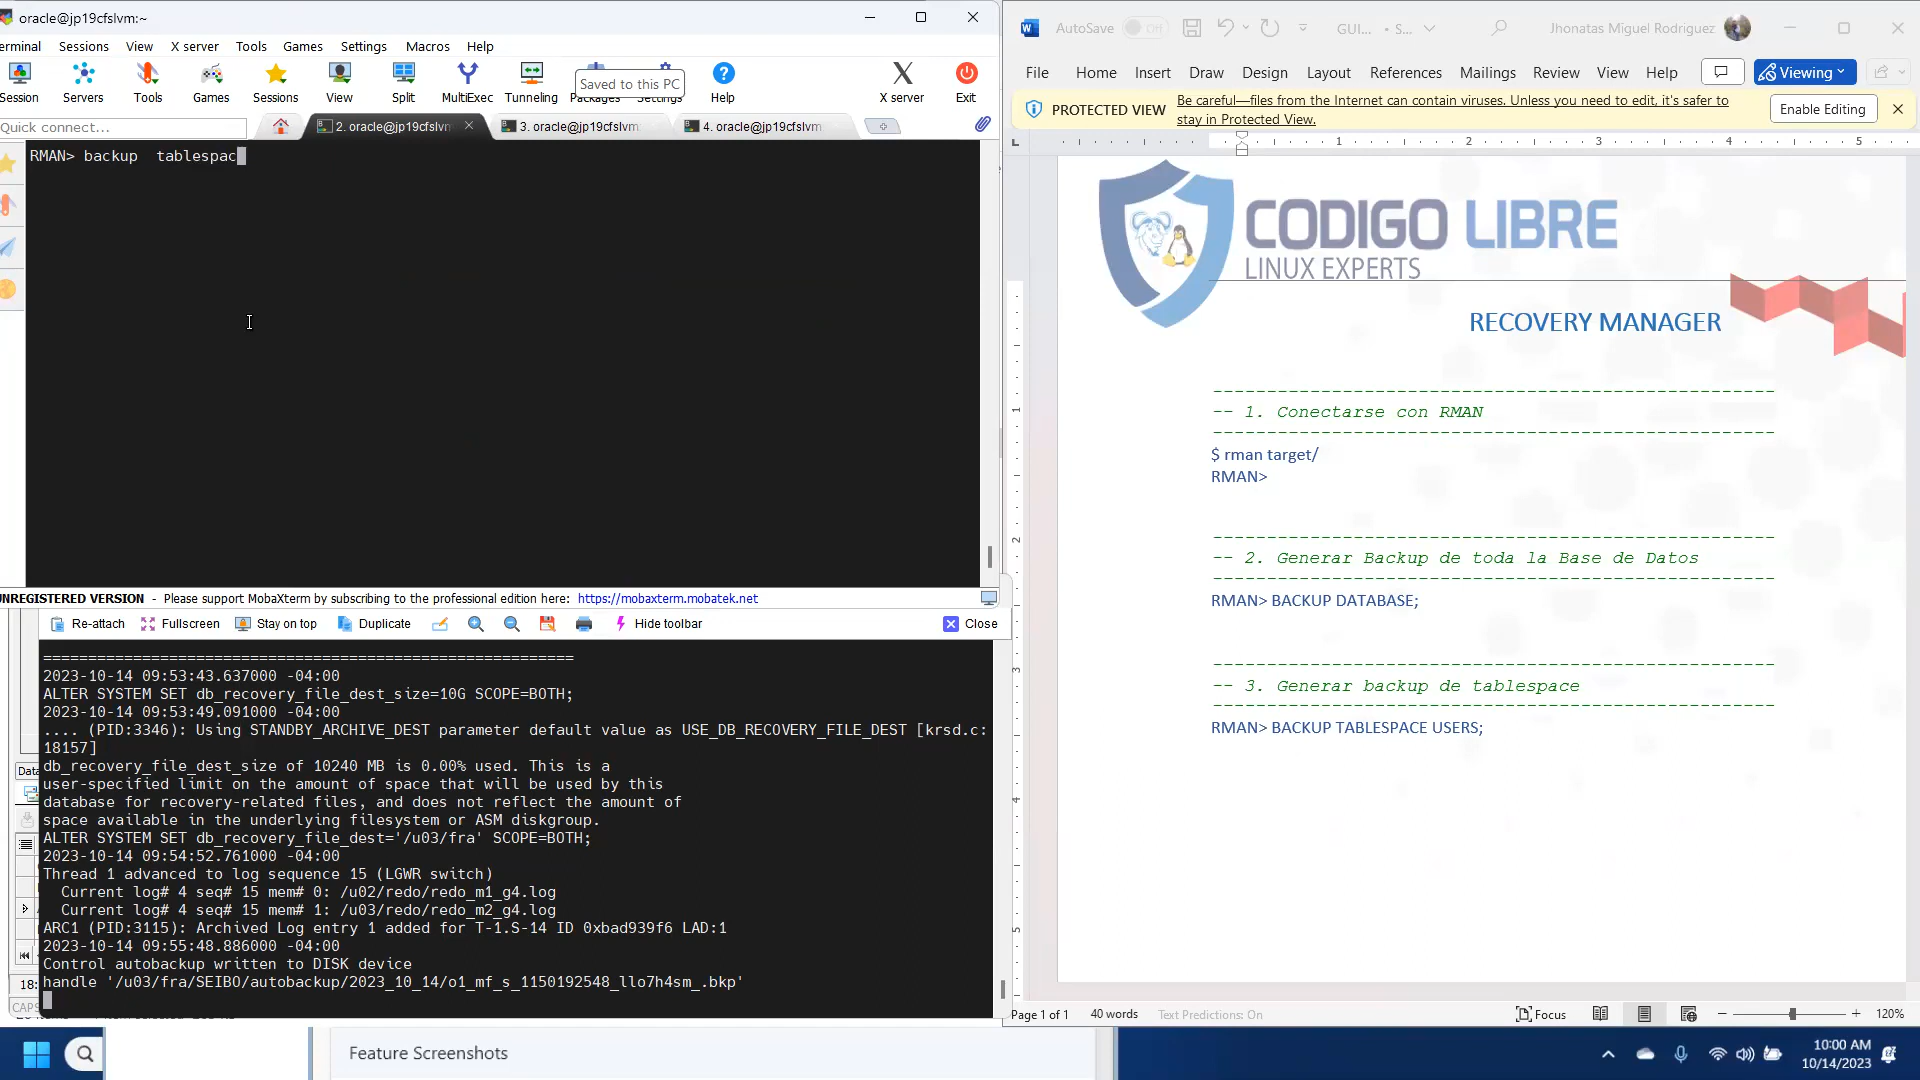 oracle@jp19cfslvm:~
erminal Sessions View X server Tools Games Settings Macros Help
Session Servers Tools Games Sessions View Split MultiExec Tunneling Packages Settings Help X server Exit
Saved to this PC
Quick connect...
2. oracle@jp19cfslvm
3. oracle@jp19cfslvm:
4. oracle@jp19cfslvm:
RMAN> backup  tablespac
UNREGISTERED VERSION - Please support MobaXterm by subscribing to the professional edition here: https://mobaxterm.mobatek.net
Re-attach Fullscreen Stay on top Duplicate Hide toolbar Close
===========================================================
2023-10-14 09:53:43.637000 -04:00
ALTER SYSTEM SET db_recovery_file_dest_size=10G SCOPE=BOTH;
2023-10-14 09:53:49.091000 -04:00
.... (PID:3346): Using STANDBY_ARCHIVE_DEST parameter default value as USE_DB_RECOVERY_FILE_DEST [krsd.c:
18157]
db_recovery_file_dest_size of 10240 MB is 0.00% used. This is a
user-specified limit on the amount of space that will be used by this
database for recovery-related files, and does not reflect the amount of
space available in the underlying filesystem or ASM diskgroup.
ALTER SYSTEM SET db_recovery_file_dest='/u03/fra' SCOPE=BOTH;
2023-10-14 09:54:52.761000 -04:00
Thread 1 advanced to log sequence 15 (LGWR switch)
  Current log# 4 seq# 15 mem# 0: /u02/redo/redo_m1_g4.log
  Current log# 4 seq# 15 mem# 1: /u03/redo/redo_m2_g4.log
ARC1 (PID:3115): Archived Log entry 1 added for T-1.S-14 ID 0xbad939f6 LAD:1
2023-10-14 09:55:48.886000 -04:00
Control autobackup written to DISK device
handle '/u03/fra/SEIBO/autobackup/2023_10_14/o1_mf_s_1150192548_llo7h4sm_.bkp'
Data
18:
CAPS
AutoSave Off
GUI... • S...
Jhonatas Miguel Rodriguez
File Home Insert Draw Design Layout References Mailings Review View Help Viewing
PROTECTED VIEW Be careful—files from the Internet can contain viruses. Unless you need to edit, it's safer to
stay in Protected View.
Enable Editing
1 2 3 4 5
1
2
3
4
5
CODIGO LIBRE
LINUX EXPERTS
RECOVERY MANAGER
-- 1. Conectarse con RMAN
$ rman target/
RMAN>
-- 2. Generar Backup de toda la Base de Datos
RMAN> BACKUP DATABASE;
-- 3. Generar backup de tablespace
RMAN> BACKUP TABLESPACE USERS;
Page 1 of 1 40 words Text Predictions: On Focus 120%
Feature Screenshots
10:00 AM
10/14/2023